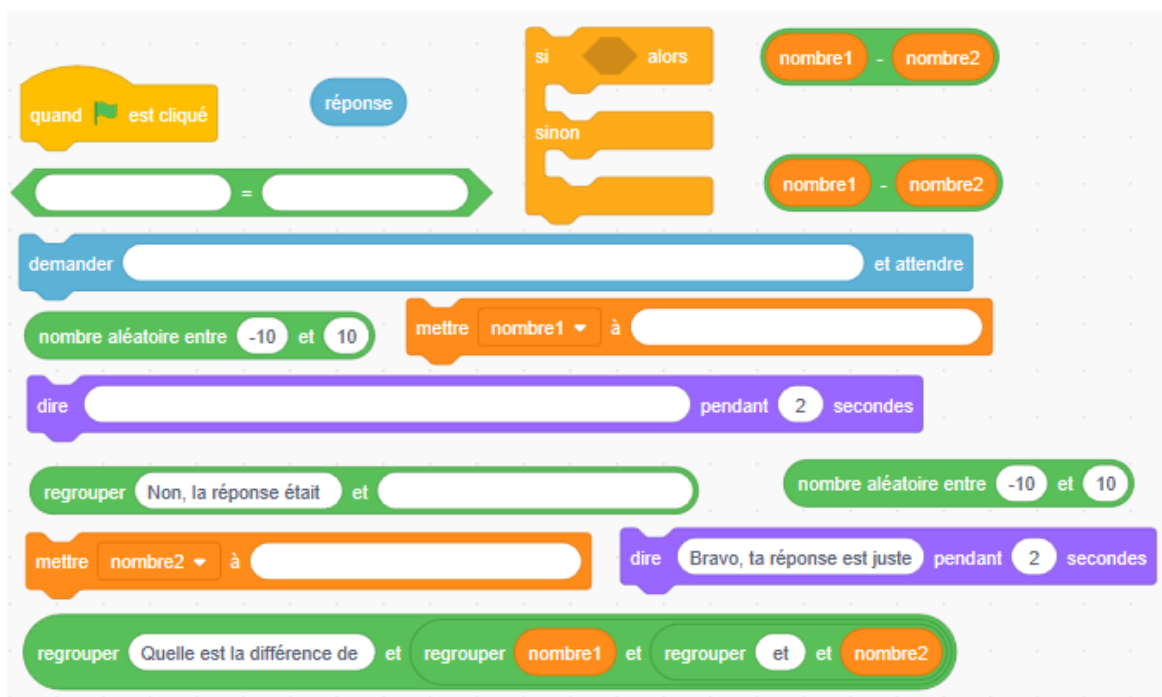 si alors
nombre1 - nombre2
quand est cliqué
réponse
sinon
=
nombre1 - nombre2
demander et attendre
nombre aléatoire entre -10 et 10
mettre nombre1 à
dire pendant 2 secondes
regrouper Non, la réponse était et
nombre aléatoire entre -10 et 10
mettre nombre2 à
dire Bravo, ta réponse est juste pendant 2 secondes
regrouper Quelle est la différence de et regrouper nombre1 et regrouper et et nombre2